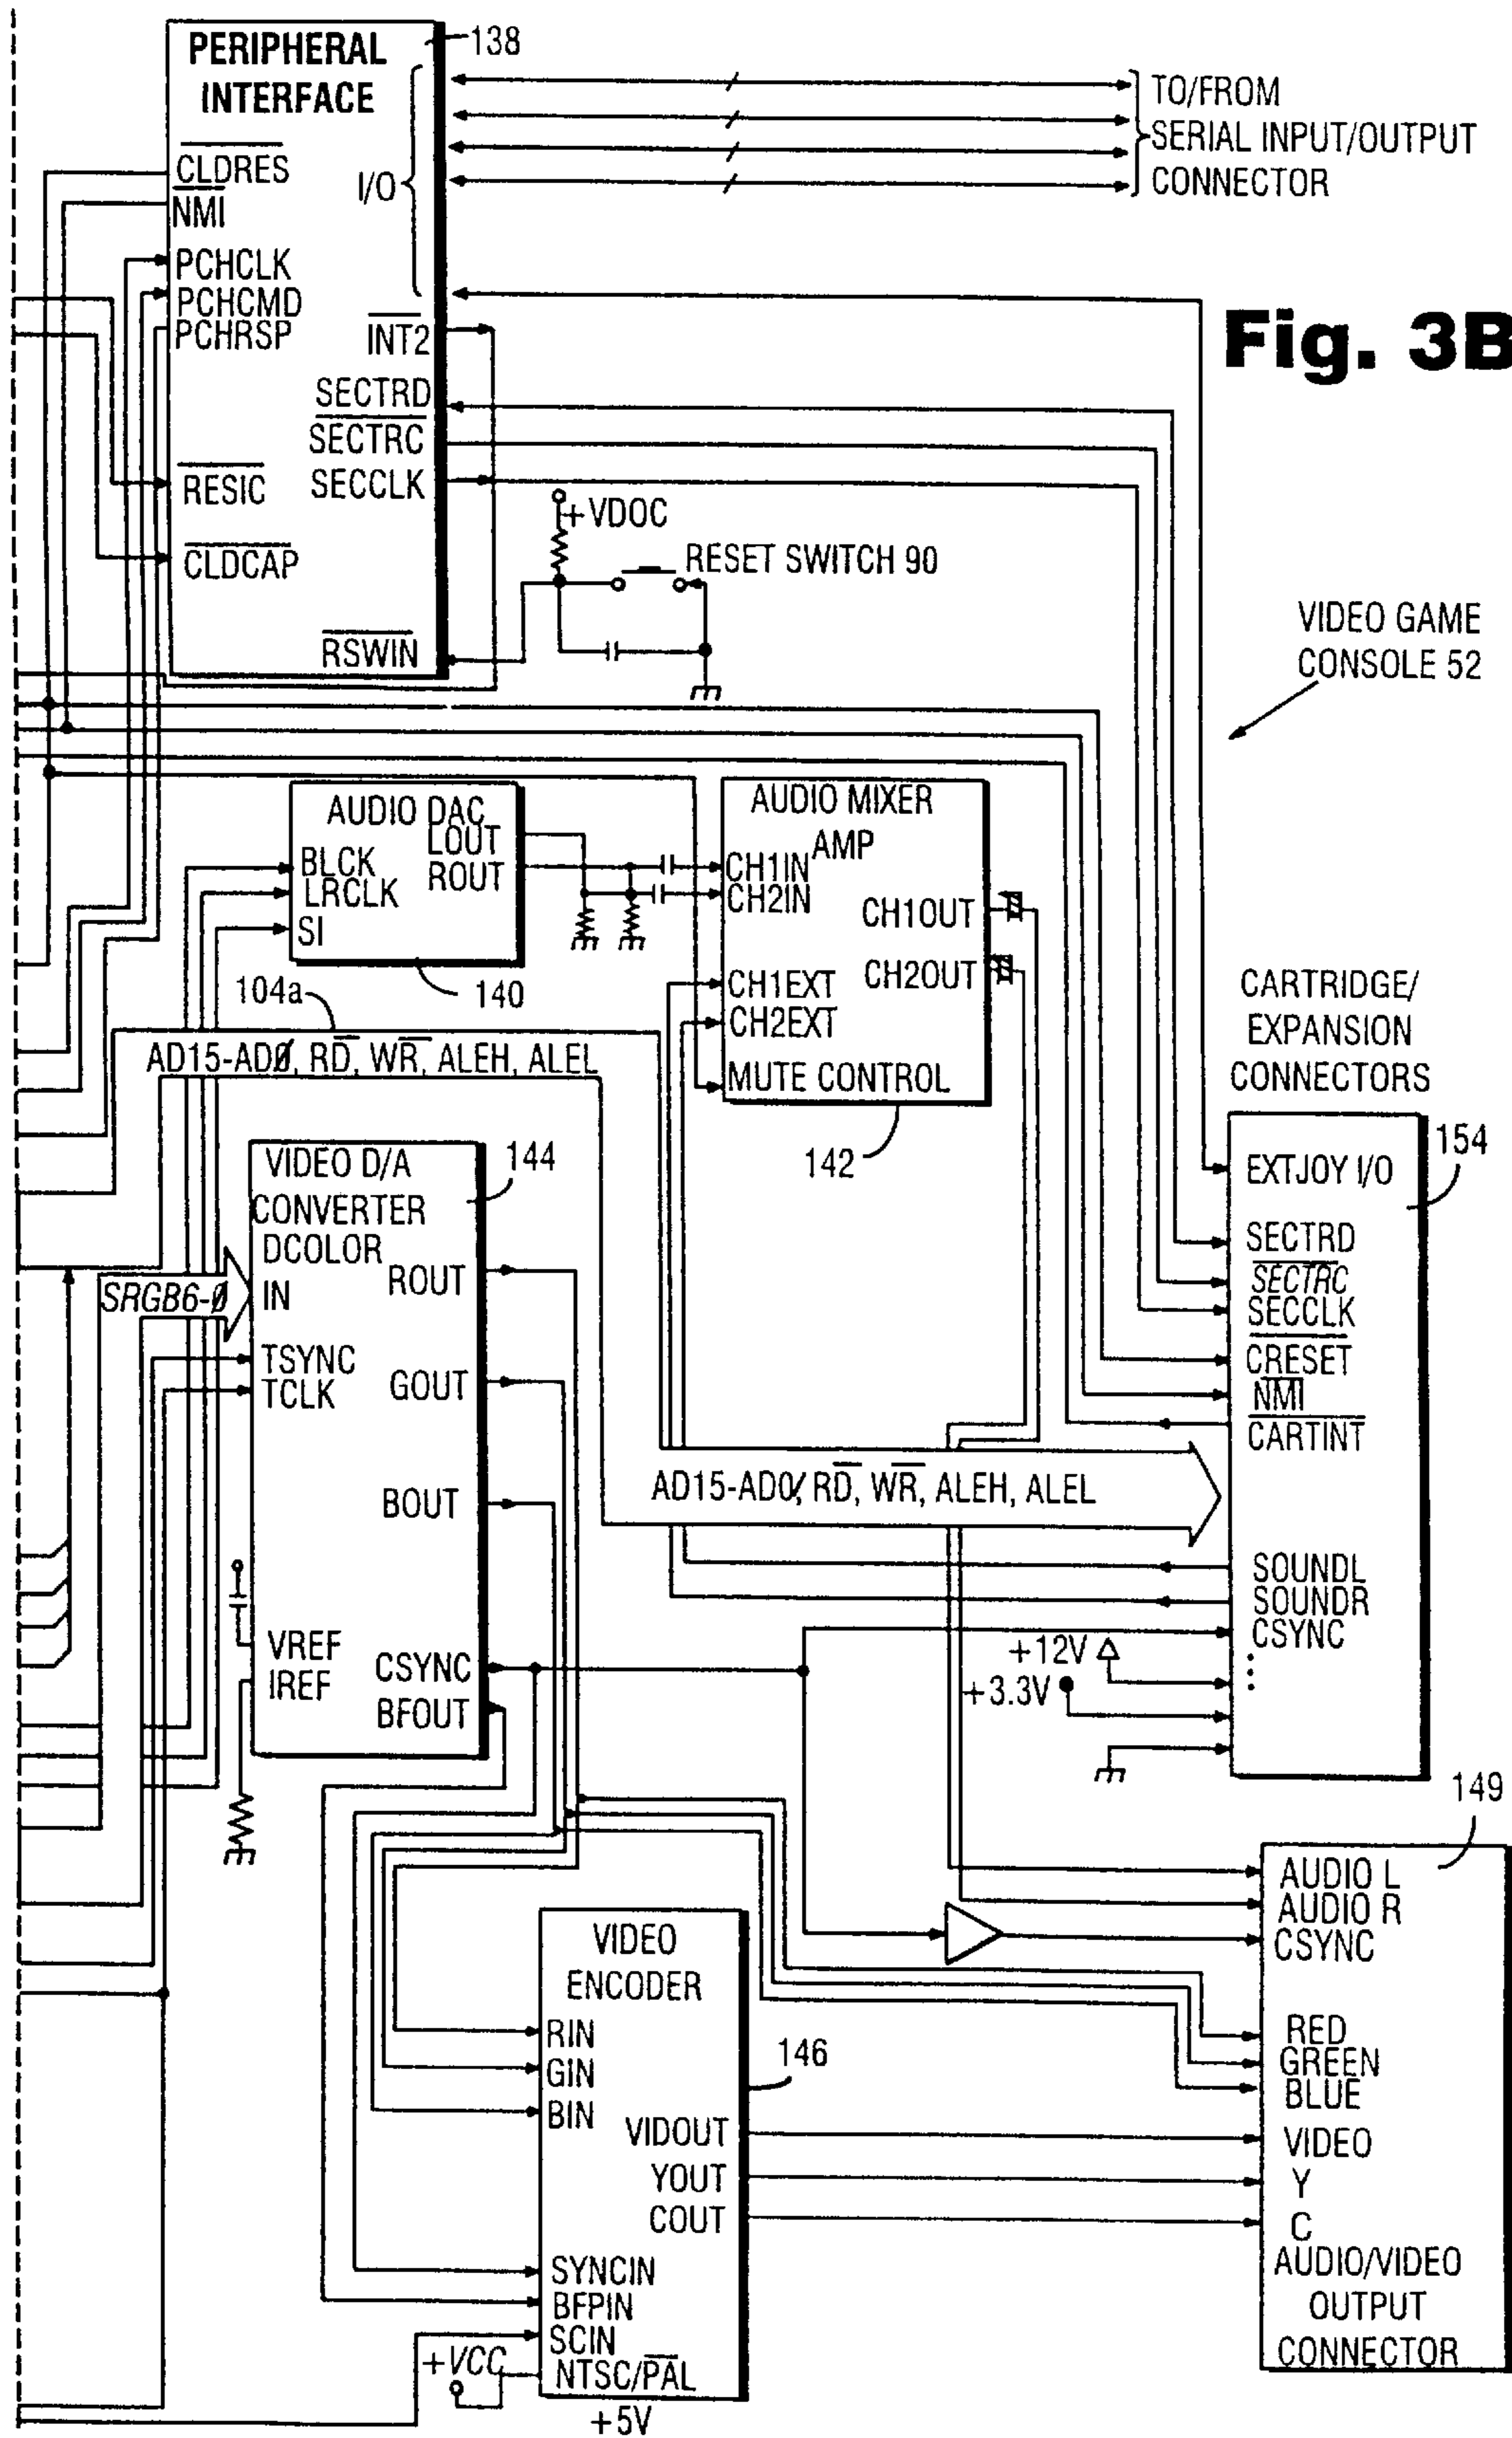 PERIPHERAL
INTERFACE
138
I/O
TO/FROM
SERIAL INPUT/OUTPUT
CONNECTOR
CLDRES
NMI
PCHCLK
PCHCMD
PCHRSP
INT2
SECTRD
SECTRC
SECCLK
RESIC
CLDCAP
RSWIN
Fig. 3B
+VDOC
RESET SWITCH 90
VIDEO GAME
CONSOLE 52
AUDIO DAC
LOUT
ROUT
BLCK
LRCLK
SI
140
AUDIO MIXER
AMP
CH1IN
CH2IN
CH1OUT
CH2OUT
CH1EXT
CH2EXT
MUTE CONTROL
142
104a
AD15-AD0, RD, WR, ALEH, ALEL
CARTRIDGE/
EXPANSION
CONNECTORS
154
EXTJOY I/O
SECTRD
SECTRC
SECCLK
CRESET
NMI
CARTINT
AD15-AD0, RD, WR, ALEH, ALEL
SOUNDL
SOUNDR
CSYNC
+12V
+3.3V
VIDEO D/A
CONVERTER
DCOLOR
144
SRGB6-0
IN
TSYNC
TCLK
ROUT
GOUT
BOUT
VREF
IREF
CSYNC
BFOUT
149
AUDIO L
AUDIO R
CSYNC
RED
GREEN
BLUE
VIDEO
Y
C
AUDIO/VIDEO
OUTPUT
CONNECTOR
VIDEO
ENCODER
146
RIN
GIN
BIN
VIDOUT
YOUT
COUT
SYNCIN
BFPIN
SCIN
NTSC/PAL
+VCC
+5V